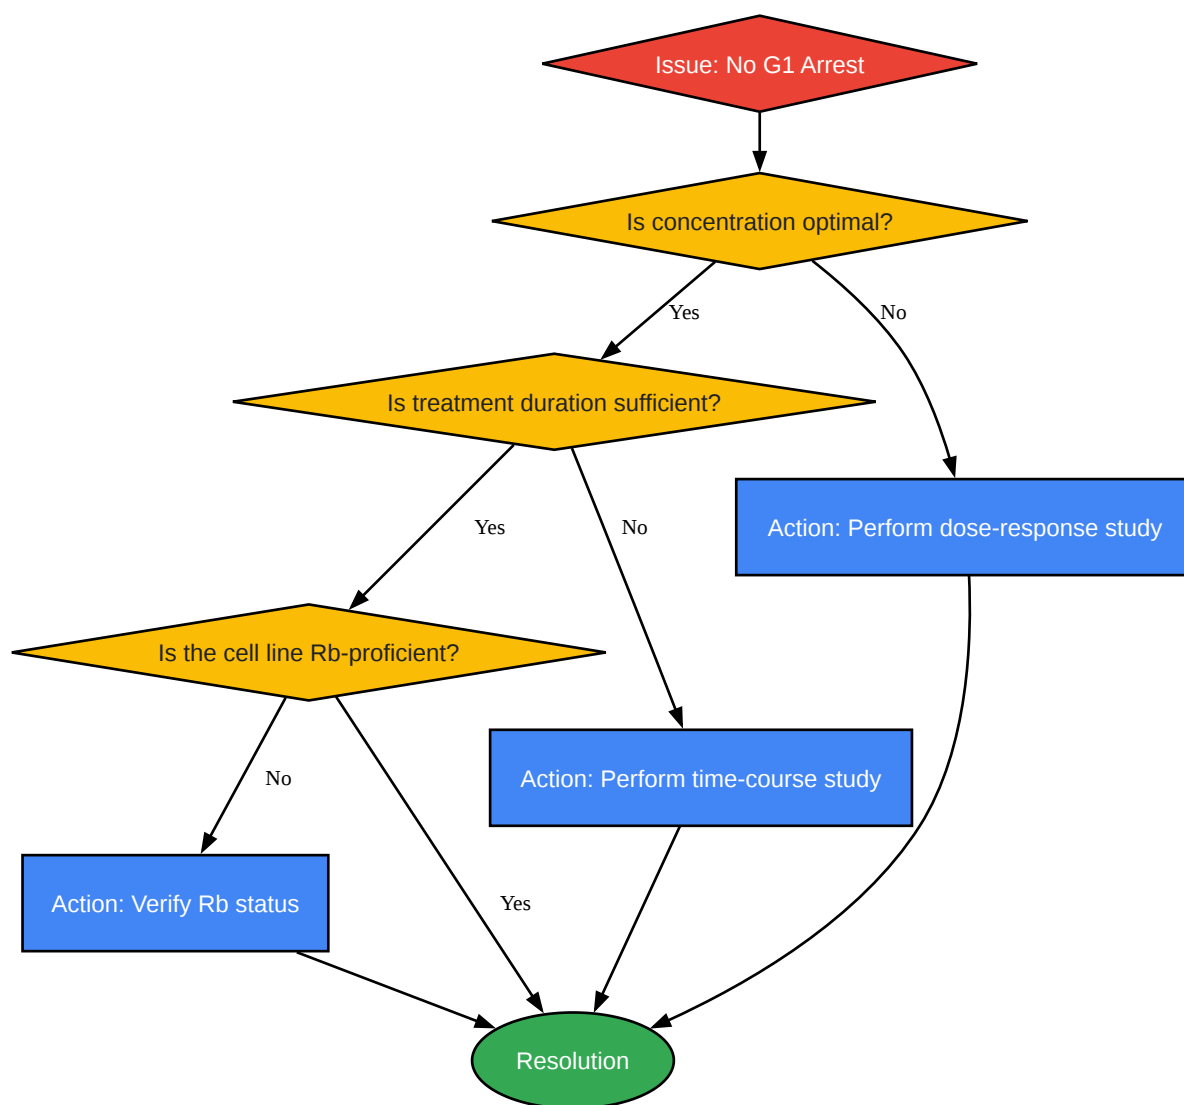 Issue: No G1 Arrest
Is concentration optimal?
Yes
No
Is treatment duration sufficient?
Yes
No
Action: Perform dose-response study
Is the cell line Rb-proficient?
No
Yes
Action: Perform time-course study
Action: Verify Rb status
Resolution